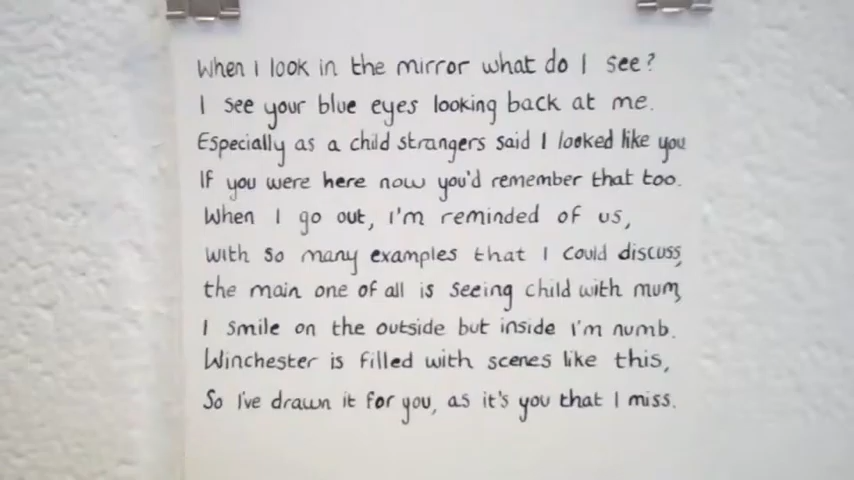 When I look in the mirror what do I see?
I see your blue eyes looking back at me.
Especially as a child strangers said I looked like you
If you were here now you'd remember that too.
When I go out, I'm reminded of us,
with so many examples that I could discuss,
the main one of all is seeing child with mum,
I smile on the outside but inside I'm numb.
Winchester is filled with scenes like this,
So I've drawn it for you, as it's you that I miss.